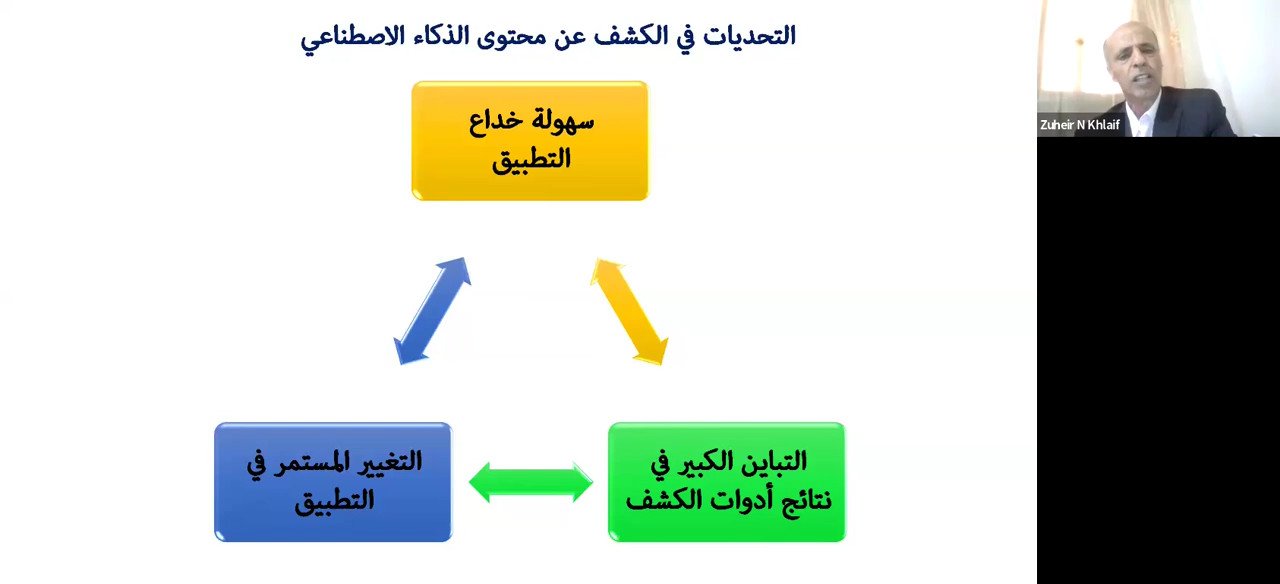 التحديات في الكشف عن محتوى الذكاء الاصطناعي
Zuheir N Khlaif
سهولة خداع
التطبيق
التباين الكبير في
نتائج أدوات الكشف
التغيير المستمر في
التطبيق